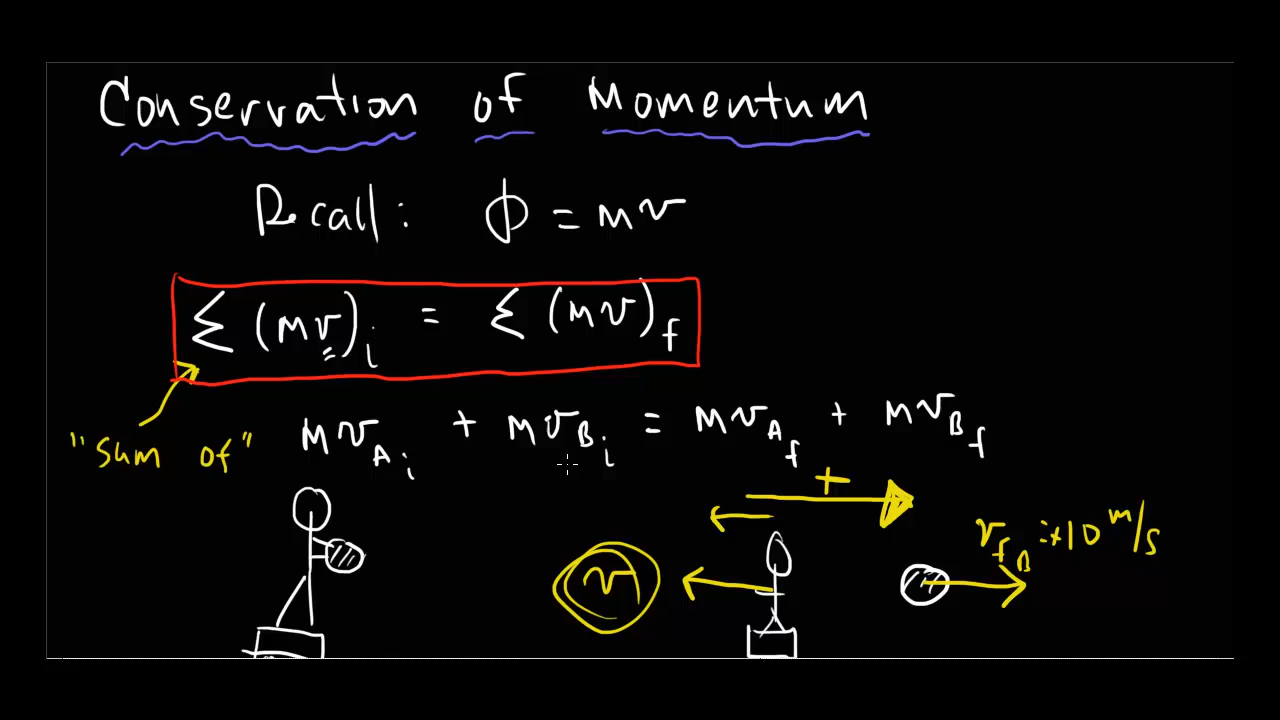 Conservation of Momentum
Recall: φ = mv
Σ (mv)i = Σ (mv)f
"Sum of"
mvAi + mvBi = mvAf + mvBf
+
v
vfB = +10 m/s